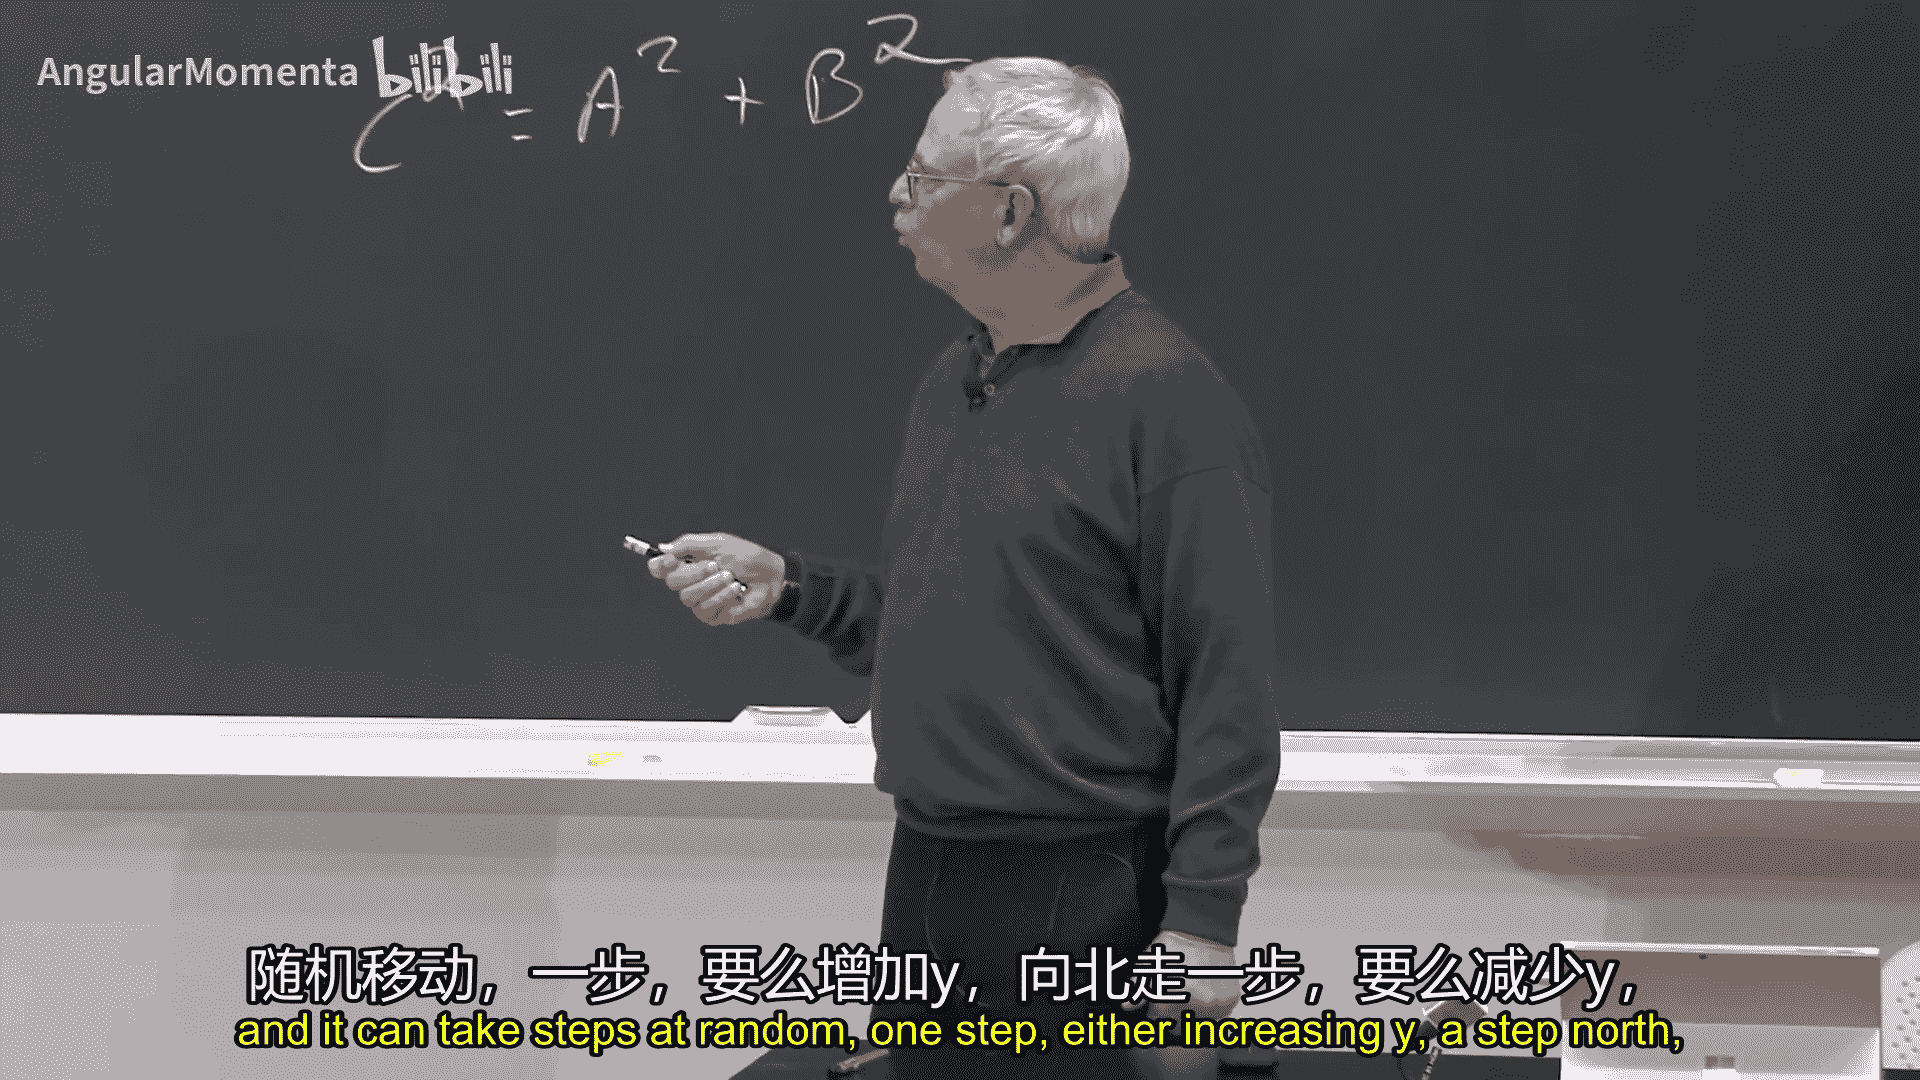 AngularMomenta bilibili
C² = A² + B²
随机移动，一步，要么增加y，向北走一步，要么减少y，
and it can take steps at random, one step, either increasing y, a step north,